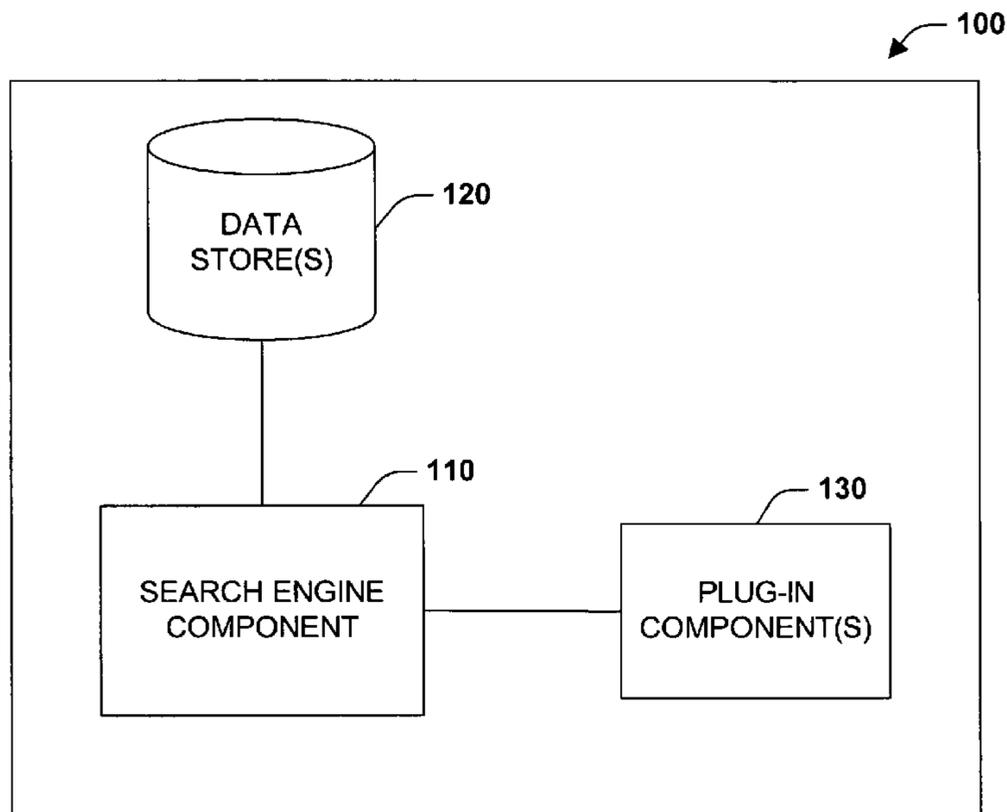 100
DATA
STORE(S)
120
110
SEARCH ENGINE
COMPONENT
130
PLUG-IN
COMPONENT(S)